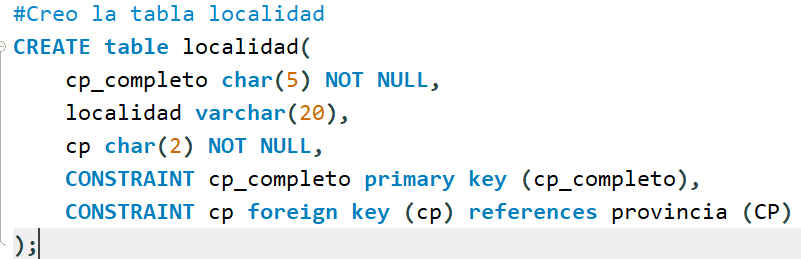 #Creo la tabla localidad
CREATE table localidad(
cp_completo char(5) NOT NULL,
localidad varchar(20),
cp char(2) NOT NULL,
CONSTRAINT cp_completo primary key (cp_completo),
CONSTRAINT cp foreign key (cp) references provincia (CP)
);